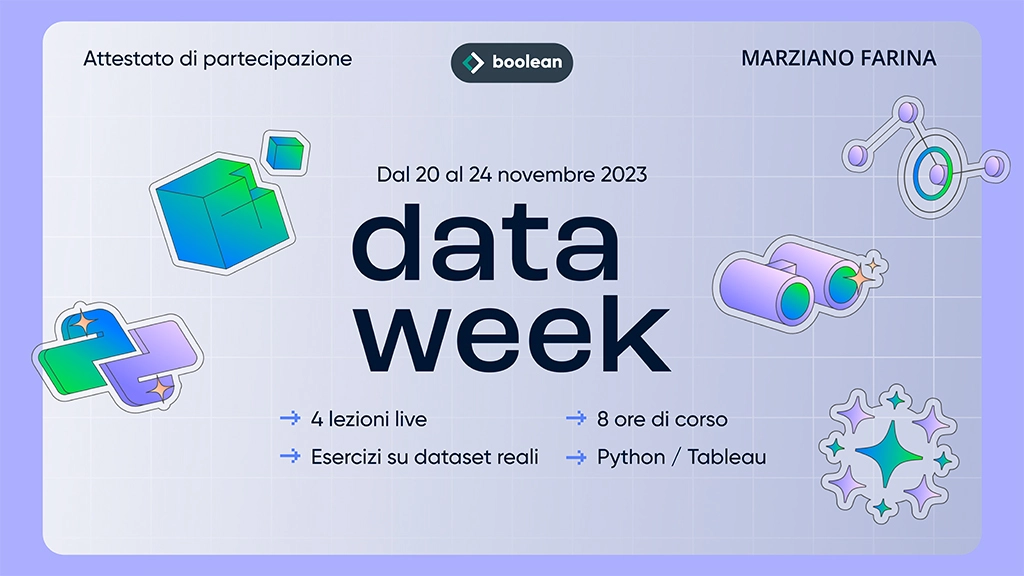 Attestato di partecipazione
boolean
MARZIANO FARINA
Dal 20 al 24 novembre 2023
data
week
4 lezioni live
8 ore di corso
Esercizi su dataset reali
Python / Tableau